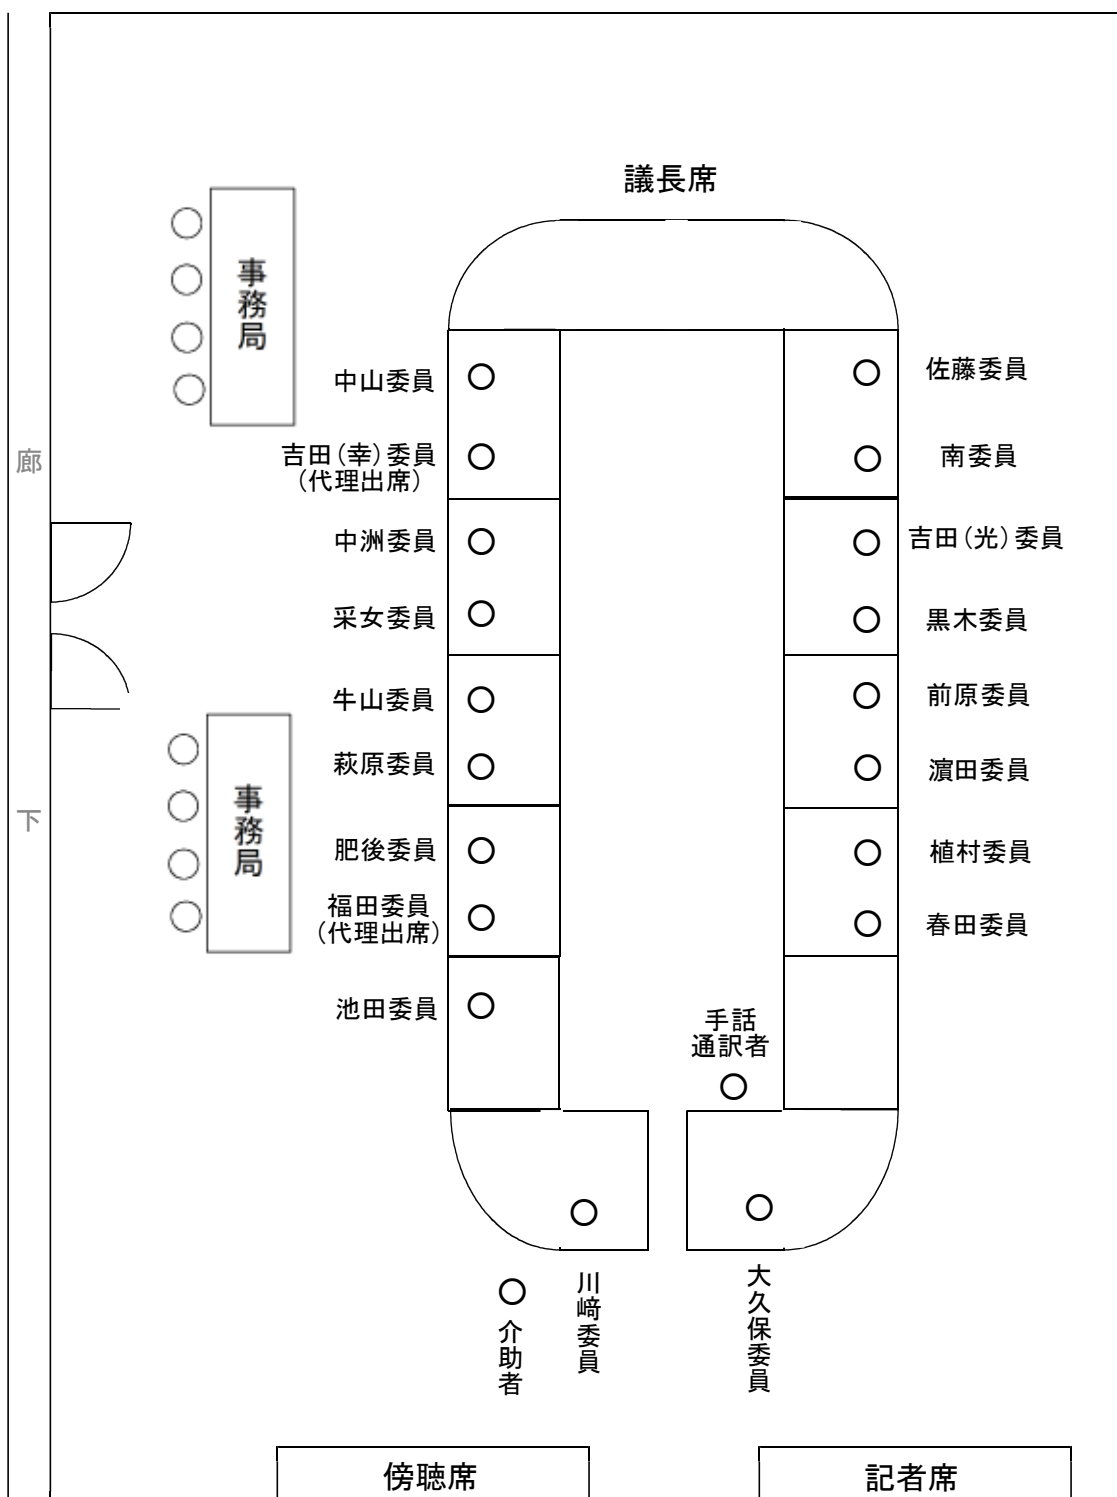 議長席
事務局
中山委員
佐藤委員
吉田(幸)委員
(代理出席)
南委員
廊
中洲委員
吉田(光)委員
采女委員
黒木委員
牛山委員
前原委員
萩原委員
濵田委員
下
事務局
肥後委員
植村委員
福田委員
(代理出席)
春田委員
池田委員
手話
通訳者
川﨑委員
大久保委員
介助者
傍聴席
記者席